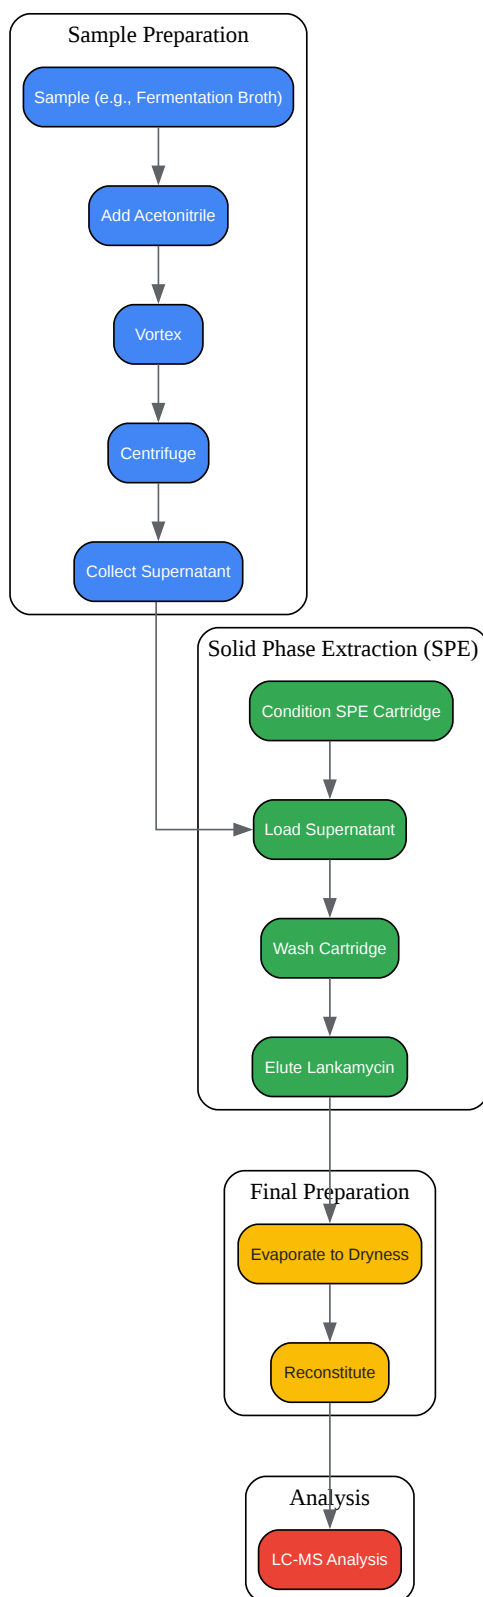 Sample Preparation
Sample (e.g., Fermentation Broth)
Add Acetonitrile
Vortex
Centrifuge
Collect Supernatant
Solid Phase Extraction (SPE)
Condition SPE Cartridge
Load Supernatant
Wash Cartridge
Elute Lankamycin
Final Preparation
Evaporate to Dryness
Reconstitute
Analysis
LC-MS Analysis